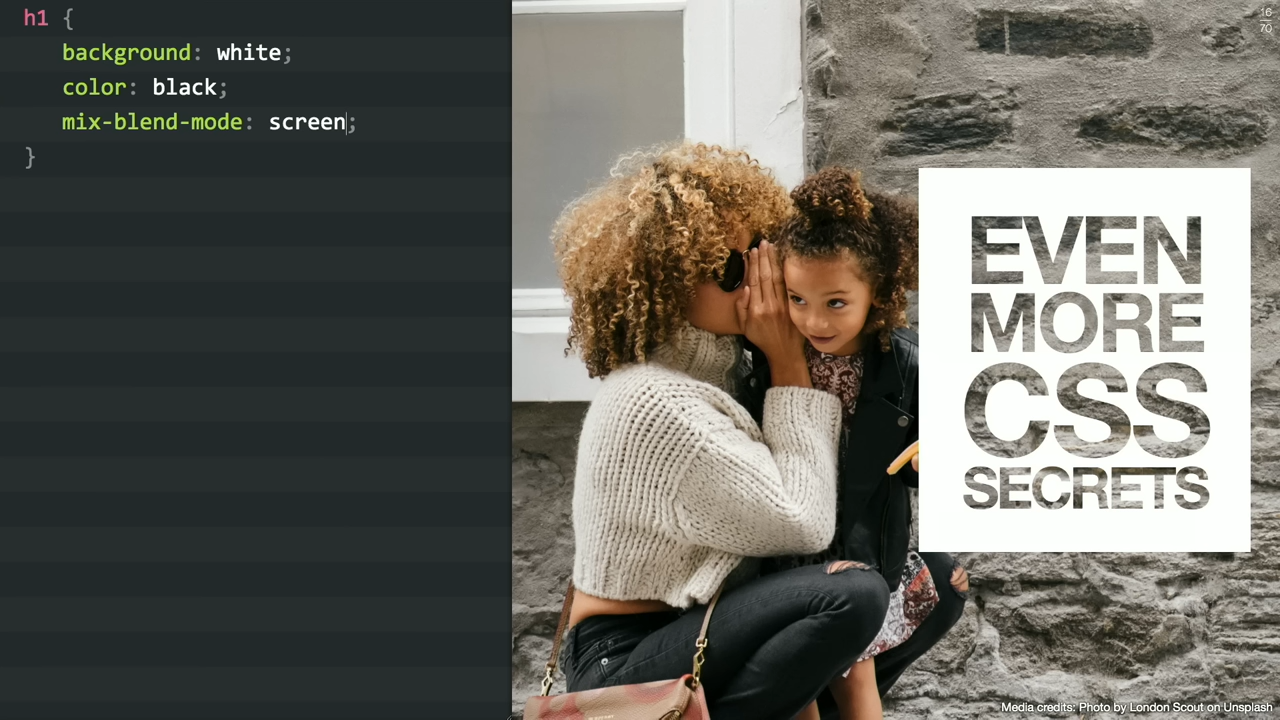 h1 {
background: white;
color: black;
mix-blend-mode: screen;
}
16
70
EVEN
MORE
CSS
SECRETS
Media credits: Photo by London Scout on Unsplash